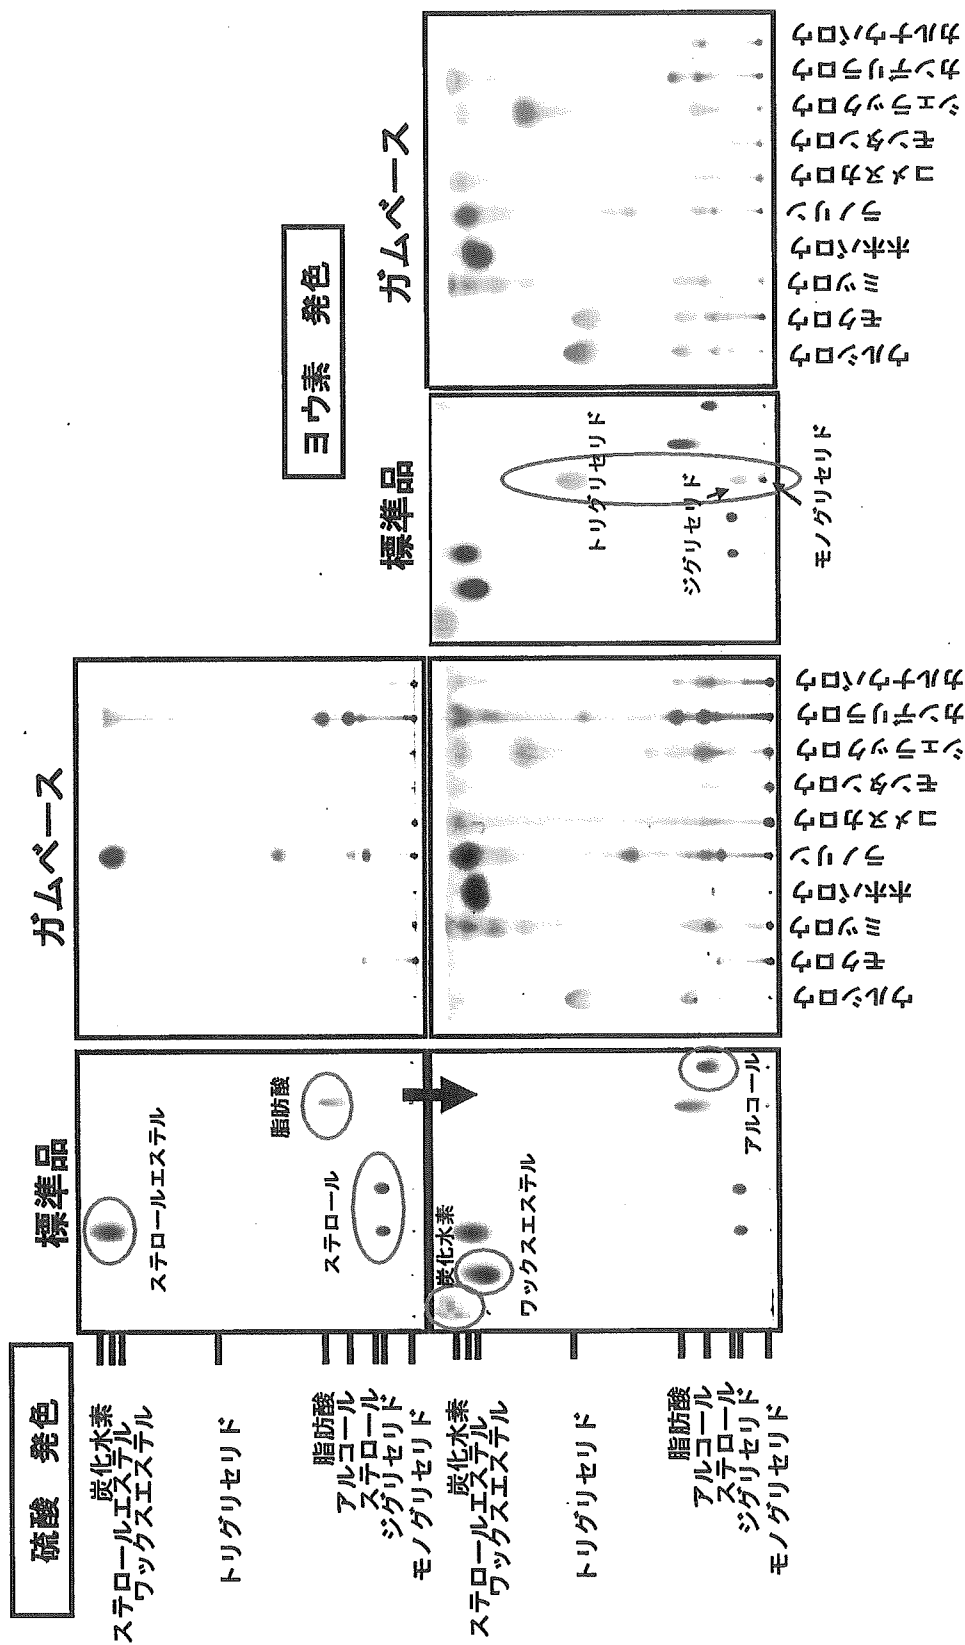 硫酸 発色
標準品
ガムベース
炭化水素
ステロールエステル
ワックスエステル
トリグリセリド
脂肪酸
アルコール
ステロール
ジグリセリド
モノグリセリド
ステロールエステル
脂肪酸
ステロール
炭化水素
ステロールエステル
ワックスエステル
トリグリセリド
脂肪酸
アルコール
ステロール
ジグリセリド
モノグリセリド
炭化水素
ワックスエステル
アルコール
ウルシロウ
モクロウ
ミツロウ
ホホバロウ
ラノリン
コメヌカロウ
モンタンロウ
シェラックロウ
カンデリラロウ
カルナウバロウ
ヨウ素 発色
標準品
ガムベース
トリグリセリド
ジグリセリド
モノグリセリド
ウルシロウ
モクロウ
ミツロウ
ホホバロウ
ラノリン
コメヌカロウ
モンタンロウ
シェラックロウ
カンデリラロウ
カルナウバロウ